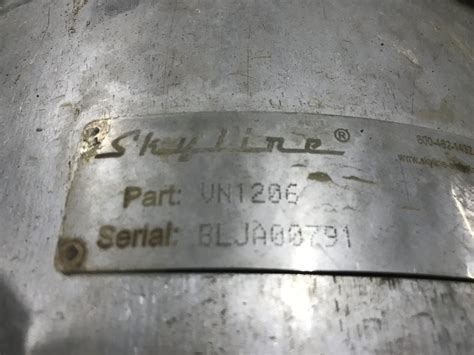 Skyline®
Part: VN1206
Serial: BLJA00791